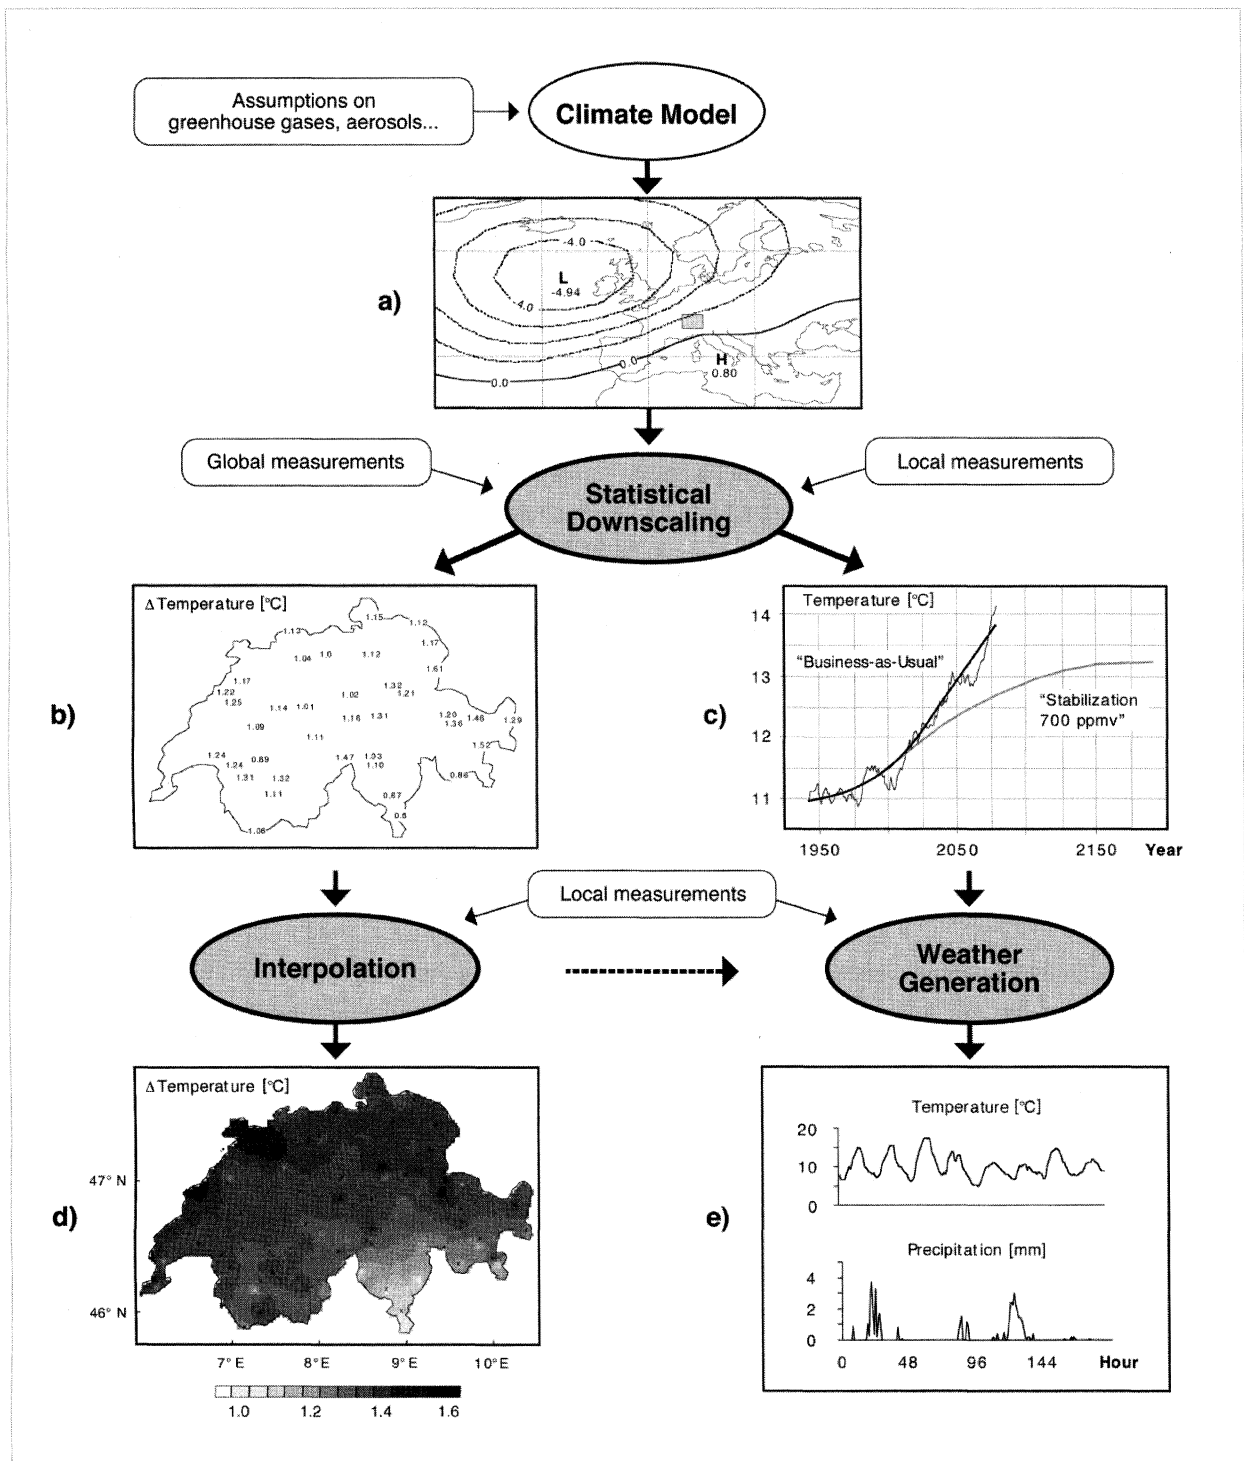 Assumptions on
greenhouse gases, aerosols...
Climate Model
-4.0
L
-4.94
-4.0
a)
0.0
H
0.80
0.0
Global measurements
Local measurements
Statistical
Downscaling
Δ Temperature [°C]
1.15
1.12
1.13
1.17
1.04
1.0
1.12
1.61
1.17
1.22
1.25
1.32
1.21
1.02
1.14
1.01
1.16
1.31
1.20
1.36
1.46
1.29
1.09
1.11
1.52
1.24
1.24
0.89
1.47
1.03
1.10
1.31
1.32
0.86
1.11
0.67
0.6
1.06
b)
Temperature [°C]
14
"Business-as-Usual"
13
"Stabilization
700 ppmv"
c)
12
11
1950
2050
2150
Year
Local measurements
Interpolation
Weather
Generation
Δ Temperature [°C]
47° N
d)
46° N
7° E
8° E
9° E
10° E
1.0
1.2
1.4
1.6
Temperature [°C]
20
10
0
e)
Precipitation [mm]
4
2
0
0
48
96
144
Hour